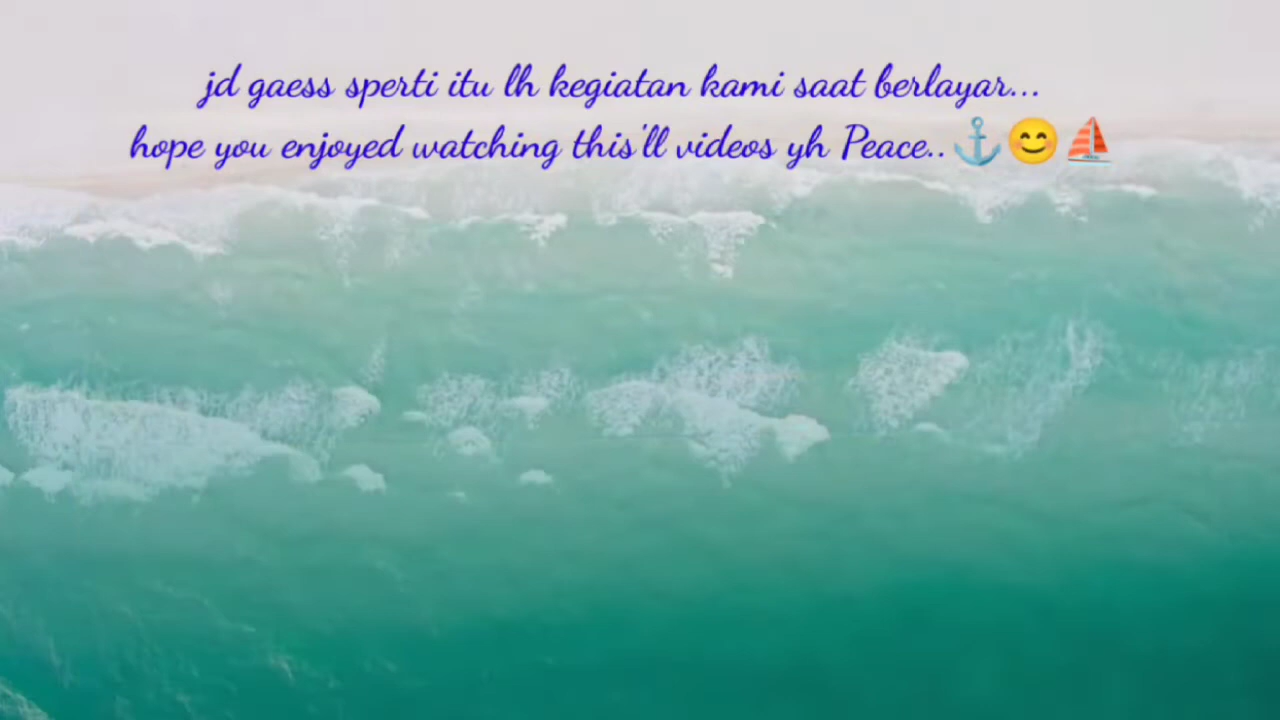 jd gaess sperti itu lh kegiatan kami saat berlayar...
hope you enjoyed watching this'll videos yh Peace..⚓😊⛵